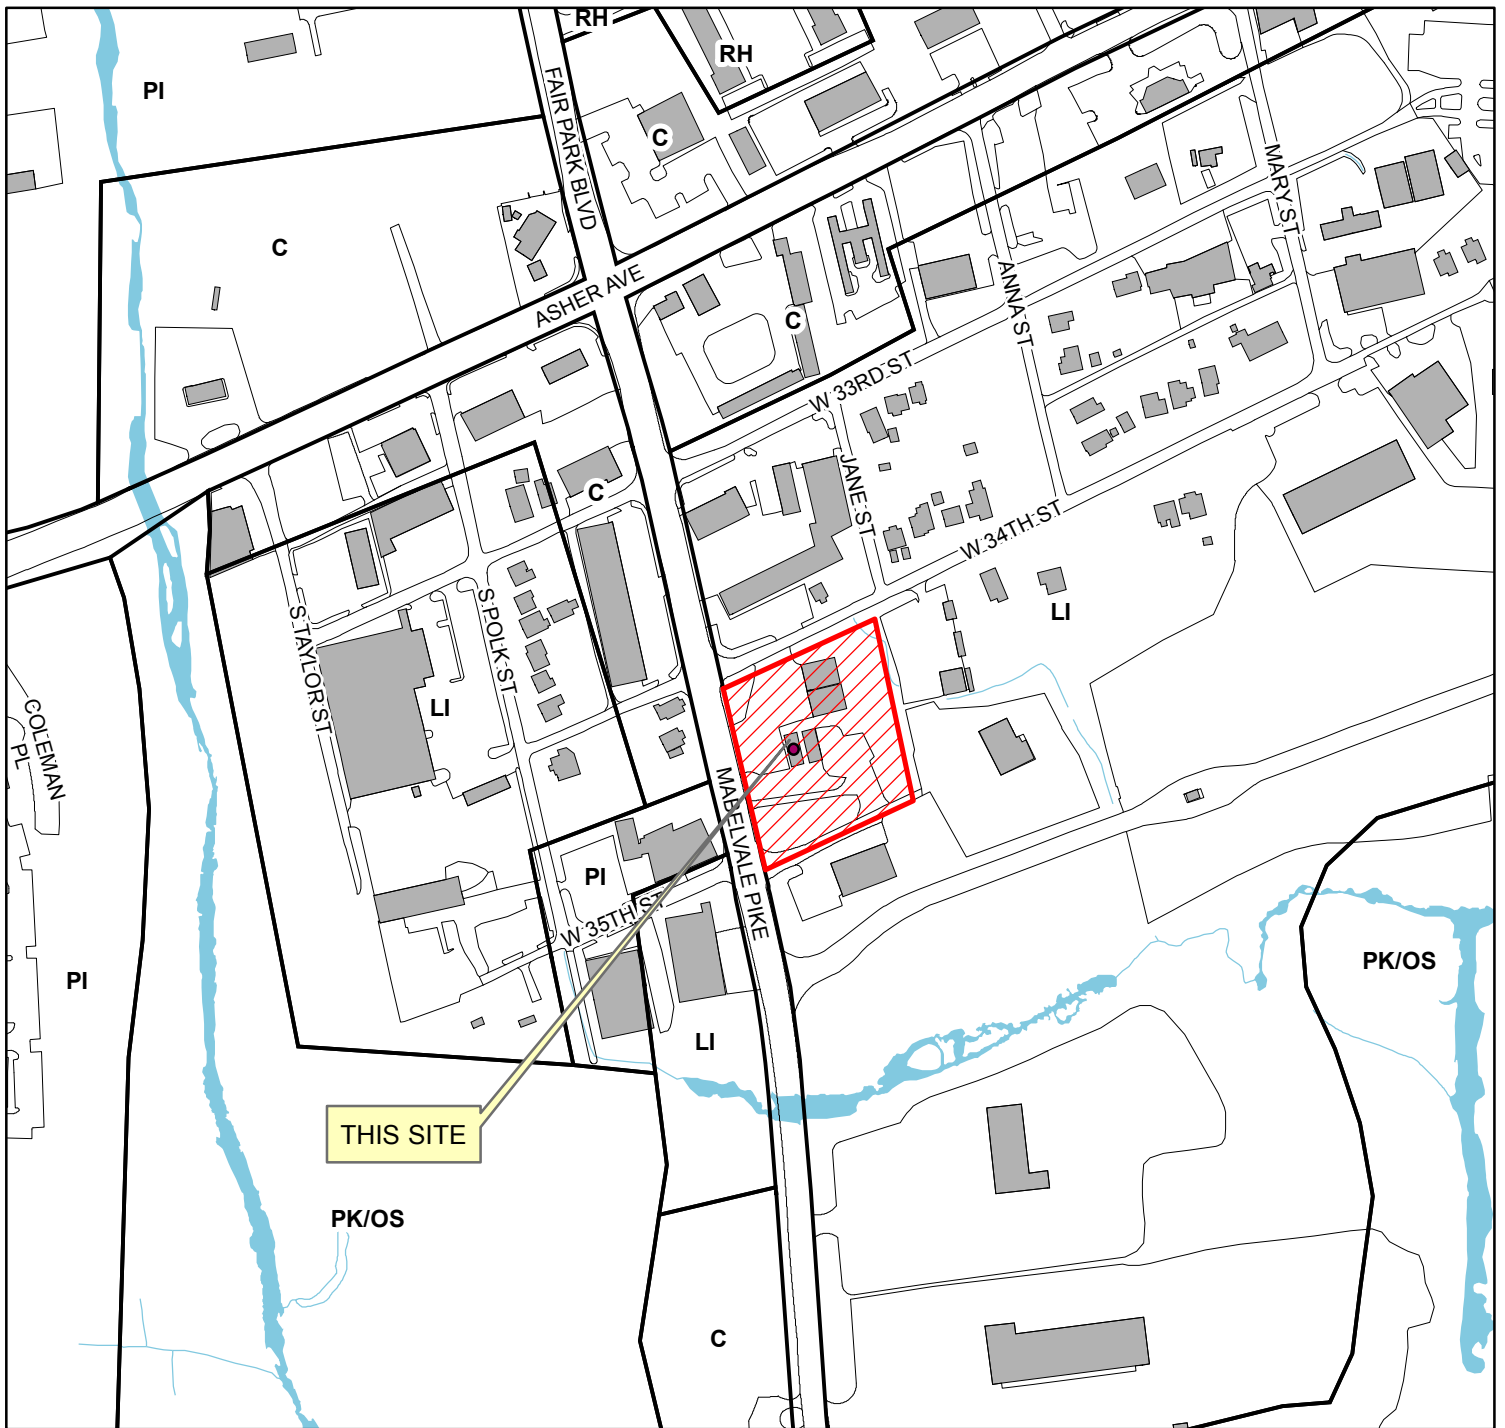 RH
RH
PI
FAIR PARK BLVD
C
MARY ST
C
ANNA ST
ASHER AVE
C
W 33RD ST
JANE ST
C
W 34TH ST
S TAYLOR ST
S POLK ST
LI
LI
COLEMAN
PL
MABELVALE PIKE
PI
W 35TH ST
PI
PK/OS
LI
THIS SITE
PK/OS
C